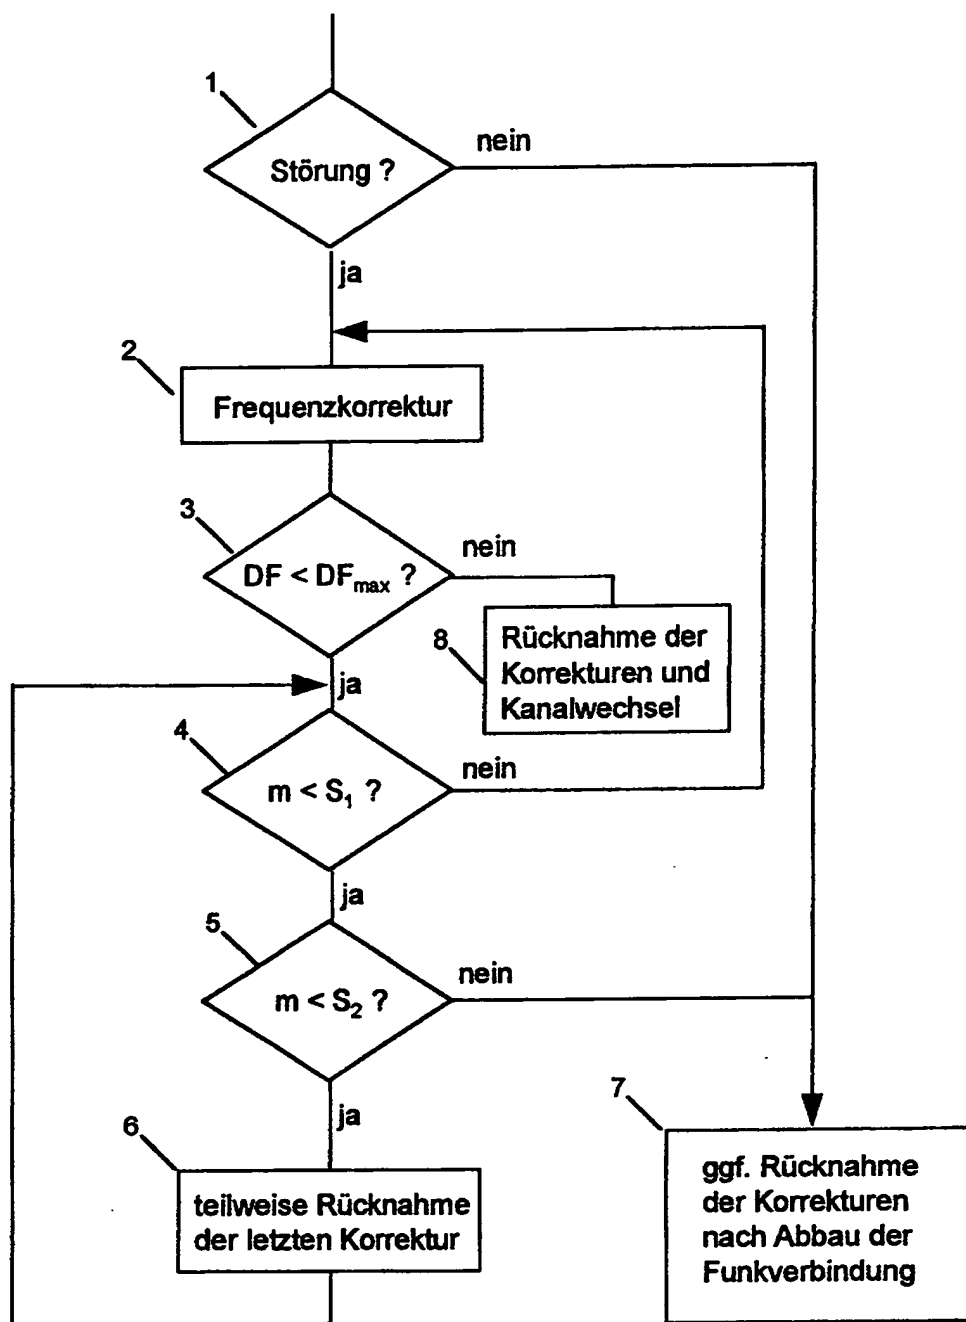 1
Störung ?
nein
ja
2
Frequenzkorrektur
3
DF < DFmax ?
nein
8
Rücknahme der
Korrekturen und
Kanalwechsel
ja
4
m < S1 ?
nein
ja
5
m < S2 ?
nein
ja
6
teilweise Rücknahme
der letzten Korrektur
7
ggf. Rücknahme
der Korrekturen
nach Abbau der
Funkverbindung